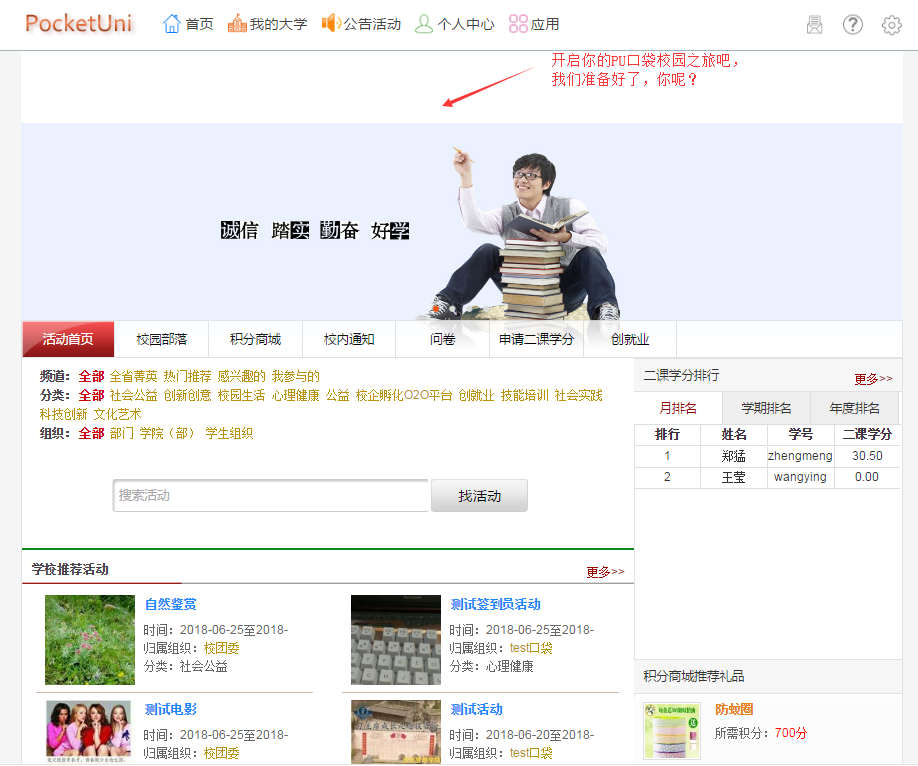 PocketUni 首页 我的大学 公告活动 个人中心 应用
开启你的PU口袋校园之旅吧，
我们准备好了，你呢？
诚信 踏实 勤奋 好学
活动首页 校园部落 积分商城 校内通知 问卷 申请二课学分 创就业
频道： 全部 全省菁英 热门推荐 感兴趣的 我参与的
分类： 全部 社会公益 创新创意 校园生活 心理健康 公益 校企孵化O2O平台 创就业 技能培训 社会实践
科技创新 文化艺术
组织： 全部 部门 学院（部） 学生组织
搜索活动 找活动
二课学分排行 更多>>
月排名 学期排名 年度排名
排行 姓名 学号 二课学分
1 郑猛 zhengmeng 30.50
2 王莹 wangying 0.00
学校推荐活动 更多>>
自然鉴赏
时间：2018-06-25至2018-
归属组织：校团委
分类：社会公益
测试签到员活动
时间：2018-06-25至2018-
归属组织：test口袋
分类：心理健康
测试电影
时间：2018-06-25至2018-
归属组织：校团委
测试活动
时间：2018-06-20至2018-
归属组织：test口袋
积分商城推荐礼品
防蚊圈
所需积分：700分